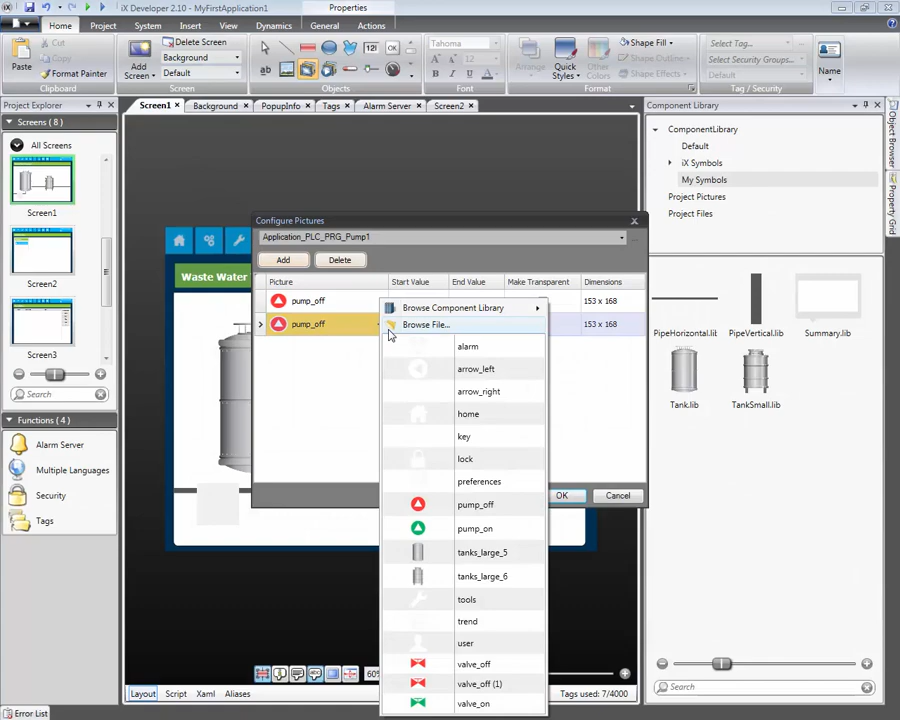 iX Developer 2.10 - MyFirstApplication1
Properties
Home
Project
System
Insert
View
Dynamics
General
Actions
Paste
Cut
Copy
Format Painter
Clipboard
Add
Screen
Delete Screen
Background
Default
Screen
Objects
Tahoma
12
Font
Arrange
Quick
Styles
Other
Colors
Shape Fill
Shape Outline
Shape Effects
Format
Select Tag...
Select Security Groups...
Default
Tag / Security
Name
Project Explorer
Screens ( 8 )
All Screens
Screen1
Screen2
Screen3
Search
Functions ( 4 )
Alarm Server
Multiple Languages
Security
Tags
Screen1
Background
PopupInfo
Tags
Alarm Server
Screen2
Waste Water
Configure Pictures
Application_PLC_PRG_Pump1
Add
Delete
Picture
Start Value
End Value
Make Transparent
Dimensions
pump_off
153 x 168
pump_off
153 x 168
OK
Cancel
Browse Component Library
Browse File...
alarm
arrow_left
arrow_right
home
key
lock
preferences
pump_off
pump_on
tanks_large_5
tanks_large_6
tools
trend
user
valve_off
valve_off (1)
valve_on
Component Library
ComponentLibrary
Default
iX Symbols
My Symbols
Project Pictures
Project Files
PipeHorizontal.lib
PipeVertical.lib
Summary.lib
Tank.lib
TankSmall.lib
Search
Object Browser
Property Grid
60%
Layout
Script
Xaml
Aliases
Tags used: 7/4000
Error List